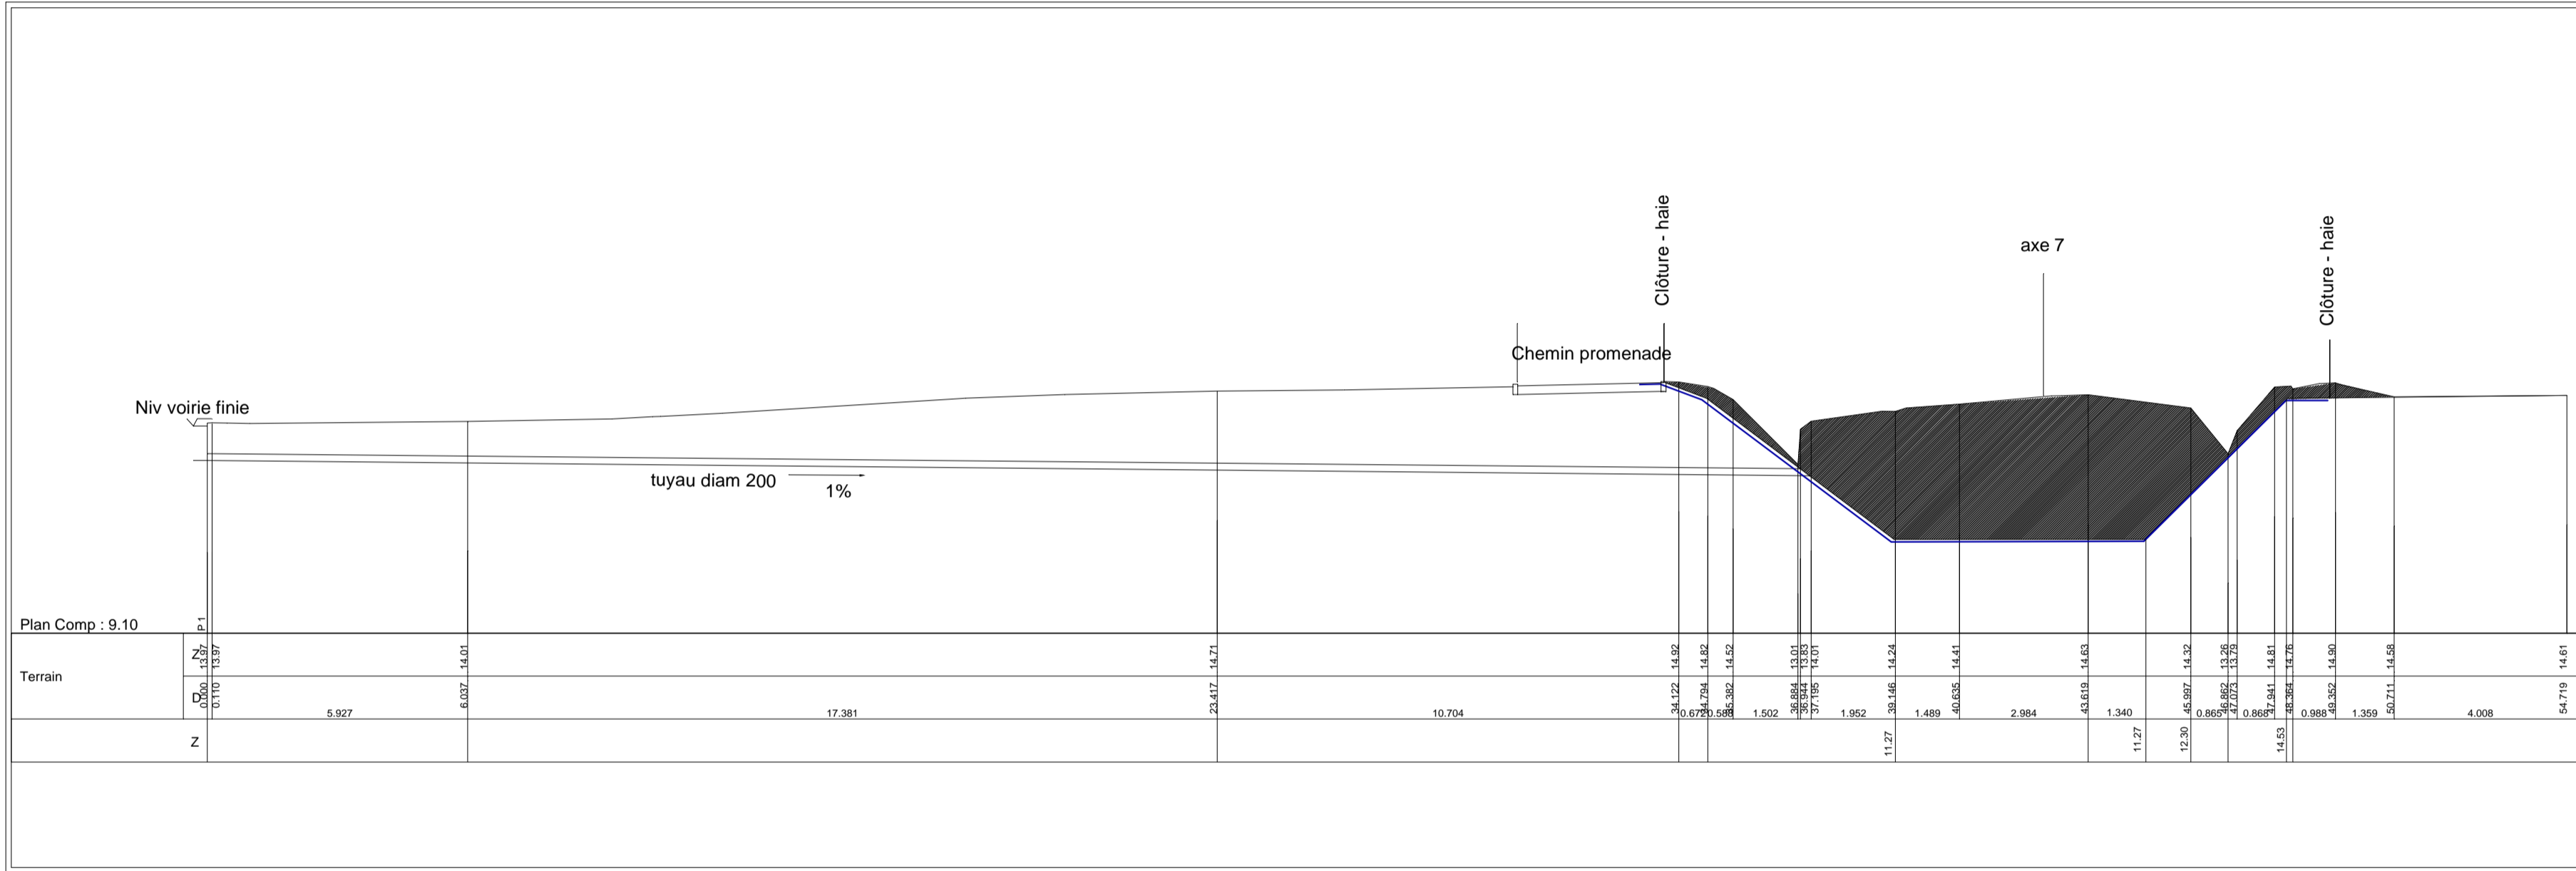 Clôture - haie
Clôture - haie
axe 7
Chemin promenade
Niv voirie finie
tuyau diam 200
1%
Plan Comp : 9.10
P 1
Terrain
Z
13.97 13.97 14.01 14.71 14.92 14.82 14.52 13.01 13.83 14.01 14.24 14.41 14.63 14.32 13.26 13.79 14.81 14.76 14.90 14.58 14.61
D
0.000 0.110 6.037 23.417 34.122 34.794 35.382 36.884 36.944 37.195 39.146 40.635 43.619 45.997 46.862 47.073 47.941 48.364 49.352 50.711 54.719
5.927 17.381 10.704 0.672 0.588 1.502 1.952 1.489 2.984 1.340 0.865 0.868 0.988 1.359 4.008
Z
11.27 11.27 12.30 14.53